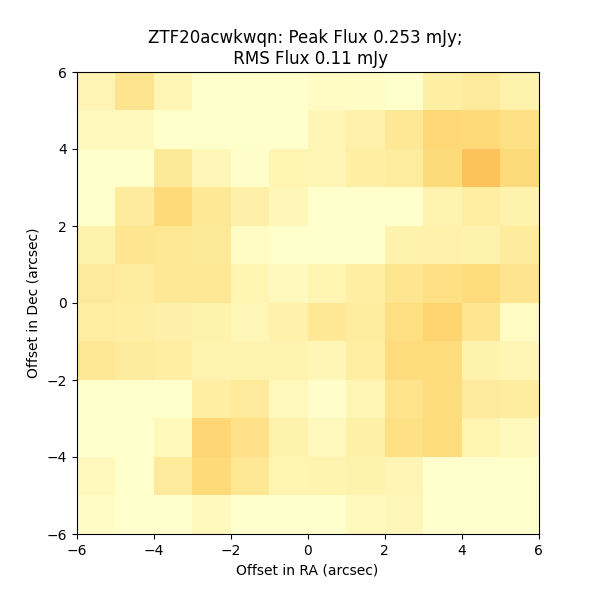 ZTF20acwkwqn: Peak Flux 0.253 mJy;
RMS Flux 0.11 mJy
6
4
2
0
−2
−4
−6
Offset in Dec (arcsec)
−6 −4 −2 0 2 4 6
Offset in RA (arcsec)